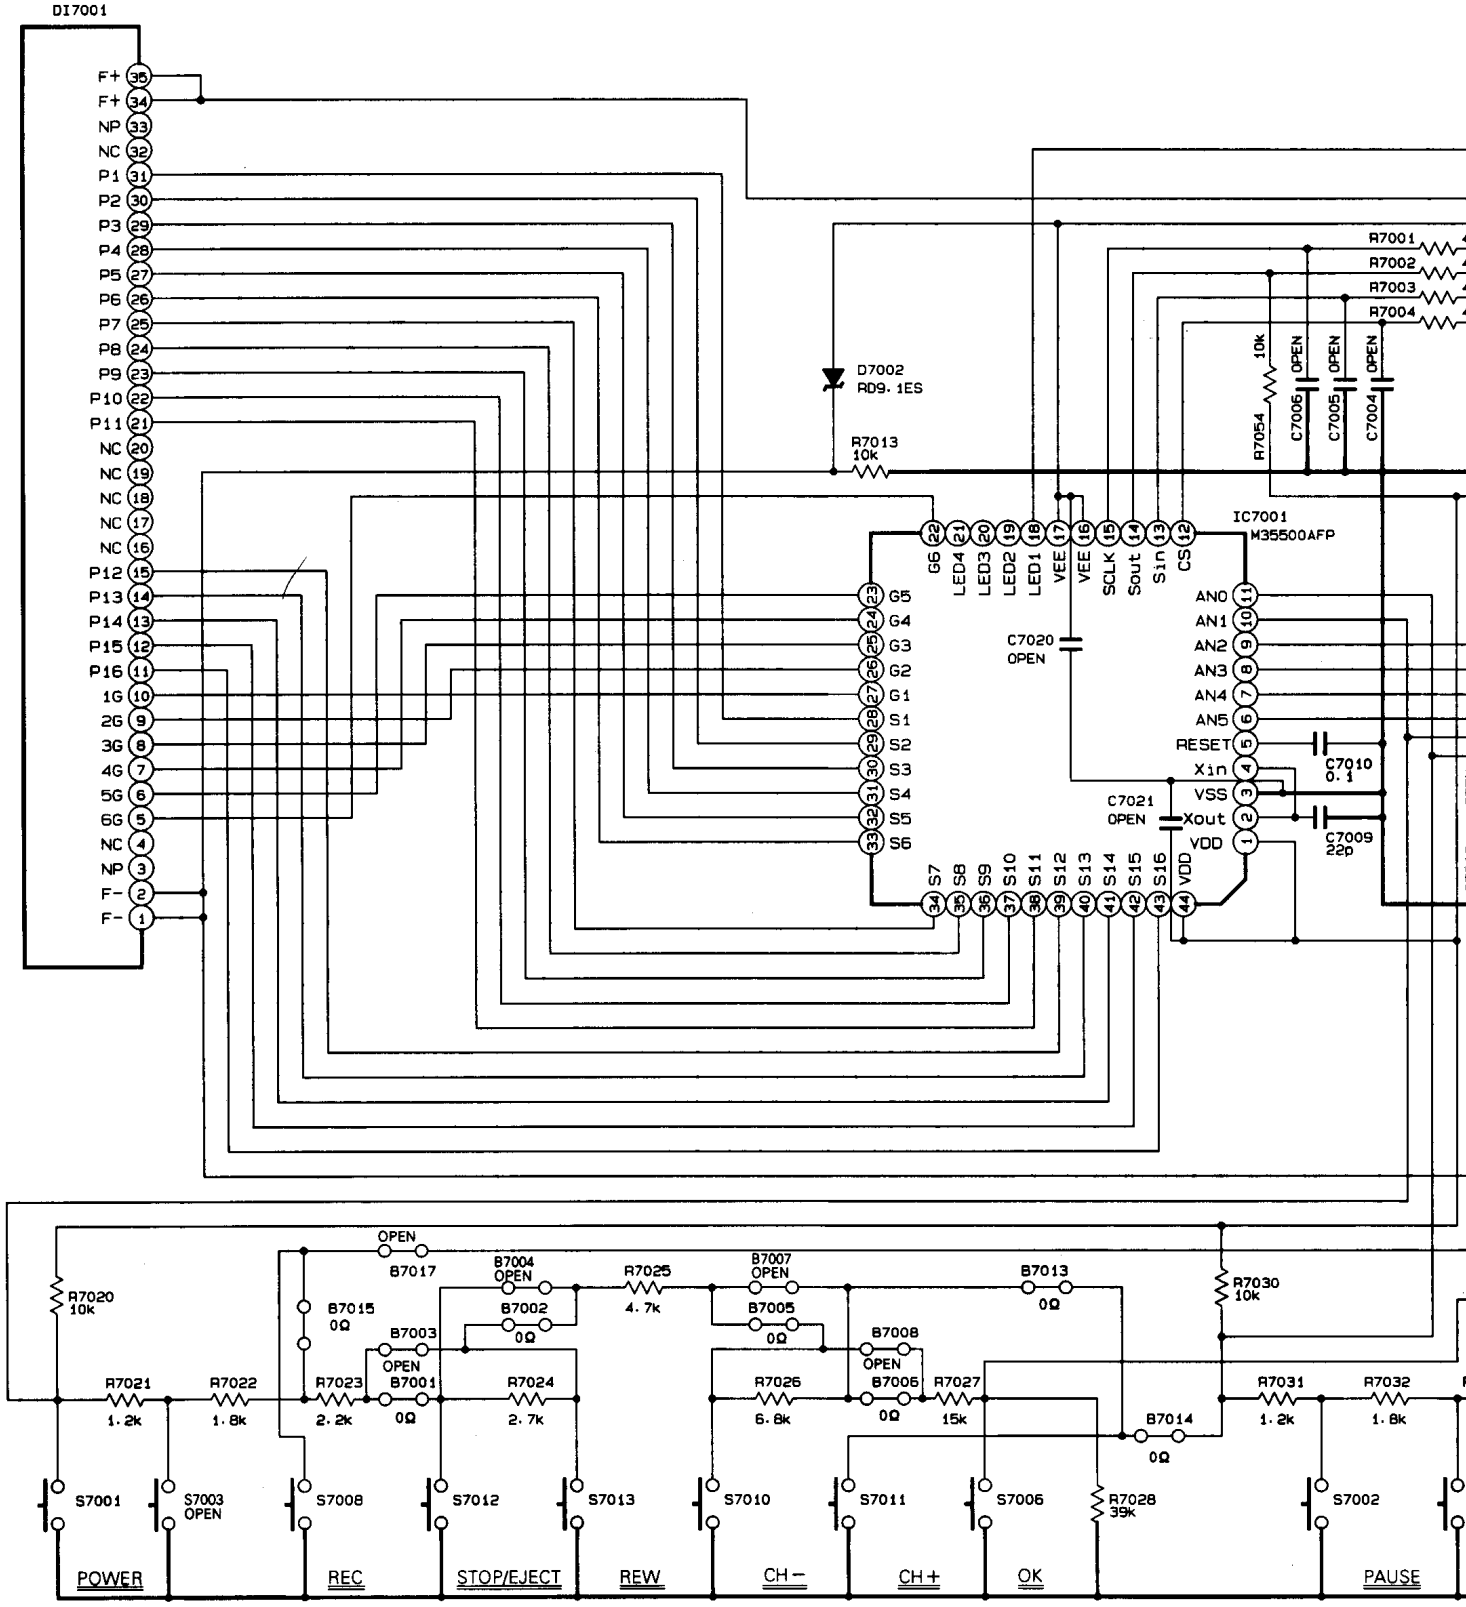 DI7001
F+ 35
F+ 34
NP 33
NC 32
P1 31
P2 30
P3 29
P4 28
P5 27
P6 26
P7 25
P8 24
P9 23
P10 22
P11 21
NC 20
NC 19
NC 18
NC 17
NC 16
P12 15
P13 14
P14 13
P15 12
P16 11
1G 10
2G 9
3G 8
4G 7
5G 6
6G 5
NC 4
NP 3
F- 2
F- 1
R7001
R7002
R7003
R7004
10k
R7054
OPEN
C7006
OPEN
C7005
OPEN
C7004
D7002
RD9.1ES
R7013
10k
IC7001
M35500AFP
22 21 20 19 18 17 16 15 14 13 12
G6 LED4 LED3 LED2 LED1 VEE VEE SCLK Sout Sin CS
23 G5
24 G4
25 G3
26 G2
27 G1
28 S1
29 S2
30 S3
31 S4
32 S5
33 S6
AN0 11
AN1 10
AN2 9
AN3 8
AN4 7
AN5 6
RESET 5
Xin 4
VSS 3
Xout 2
VDD 1
C7020
OPEN
C7021
OPEN
C7010
0.1
C7009
22p
S7 S8 S9 S10 S11 S12 S13 S14 S15 S16 VDD
34 35 36 37 38 39 40 41 42 43 44
OPEN
B7017
R7020
10k
B7015
0Ω
B7004
OPEN
B7002
0Ω
B7003
OPEN
B7001
0Ω
R7025
4.7k
B7007
OPEN
B7005
0Ω
B7008
OPEN
B7006
0Ω
B7013
0Ω
B7014
0Ω
R7030
10k
R7021
1.2k
R7022
1.8k
R7023
2.2k
R7024
2.7k
R7026
6.8k
R7027
15k
R7031
1.2k
R7032
1.8k
S7001
S7003
OPEN
S7008
S7012
S7013
S7010
S7011
S7006
R7028
39k
S7002
POWER
REC
STOP/EJECT
REW
CH-
CH+
OK
PAUSE